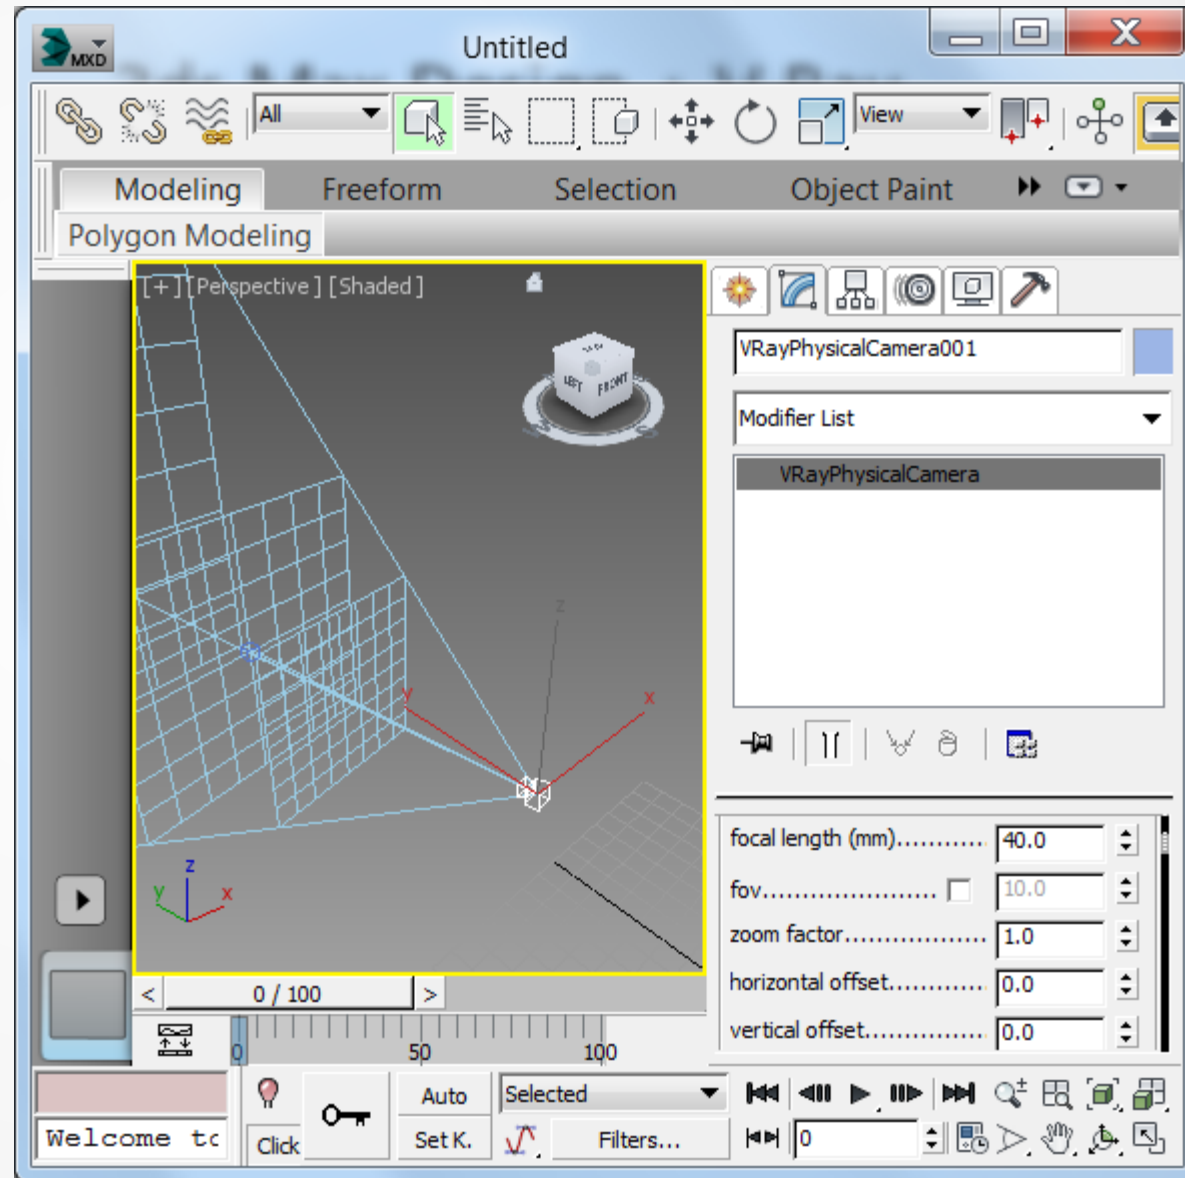 MXD
Untitled
All
View
Modeling
Freeform
Selection
Object Paint
Polygon Modeling
[+][Perspective][Shaded]
LEFT
FRONT
VRayPhysicalCamera001
Modifier List
VRayPhysicalCamera
z
y
x
z
y
x
focal length (mm)........... 40.0
fov...................... 10.0
zoom factor.................. 1.0
horizontal offset............ 0.0
vertical offset............... 0.0
< 0 / 100 >
0 50 100
Auto
Selected
Welcome tc
Click
Set K.
Filters...
0